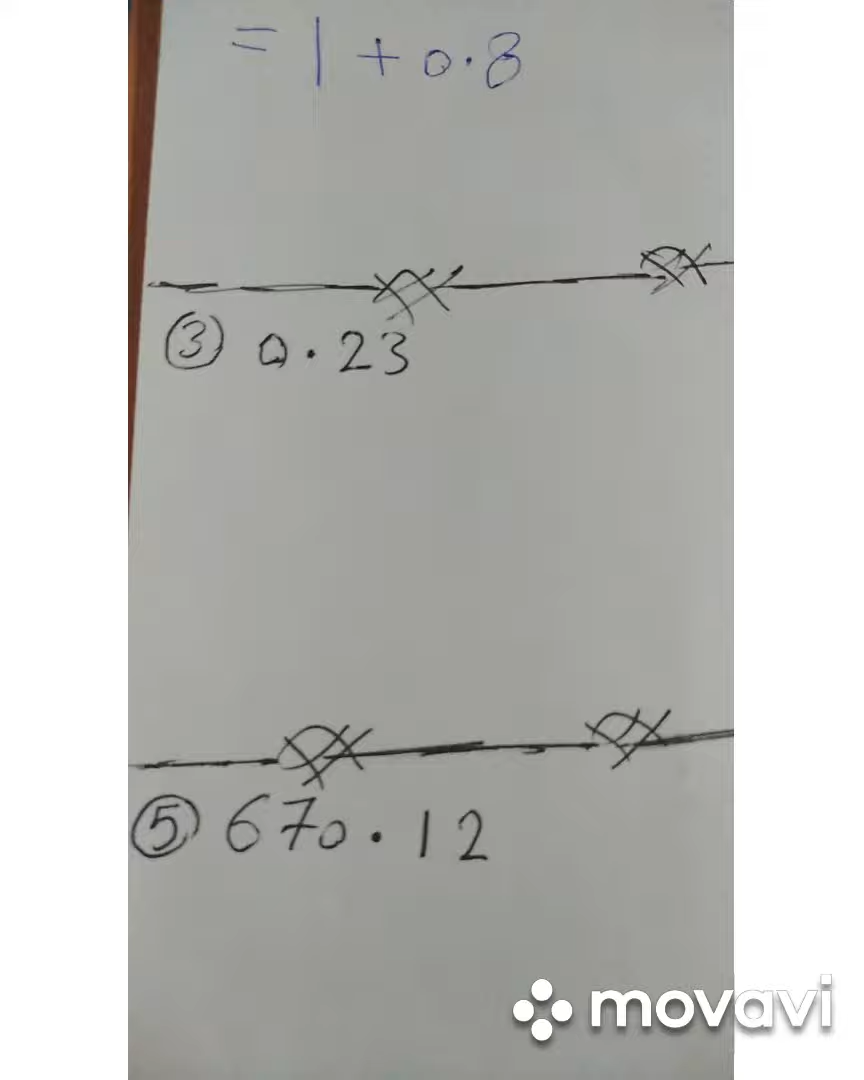 = 1 + 0.8
③ 0.23
⑤ 670.12
movavi